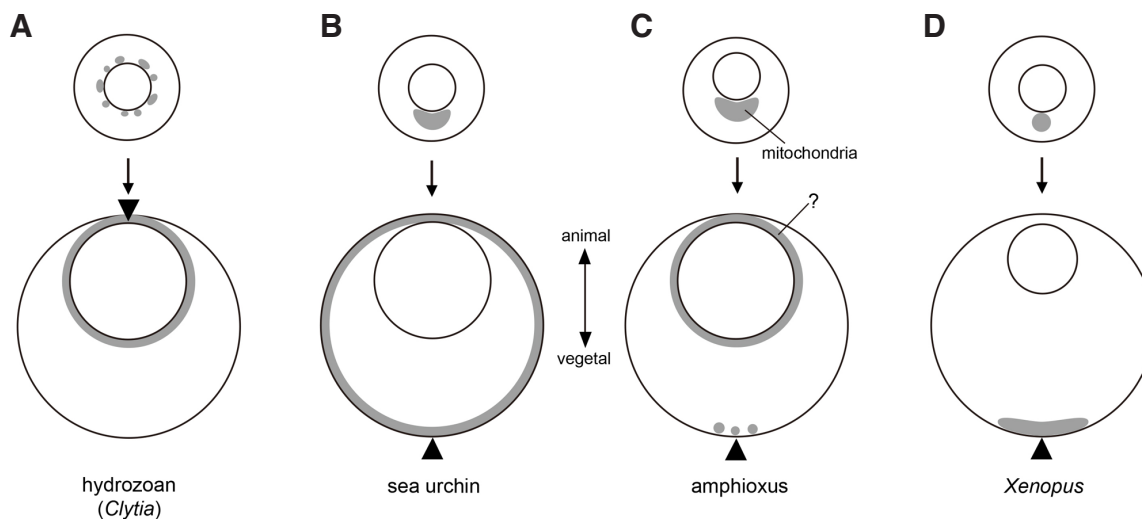 A
B
C
D
mitochondria
?
animal
vegetal
hydrozoan
(Clytia)
sea urchin
amphioxus
Xenopus